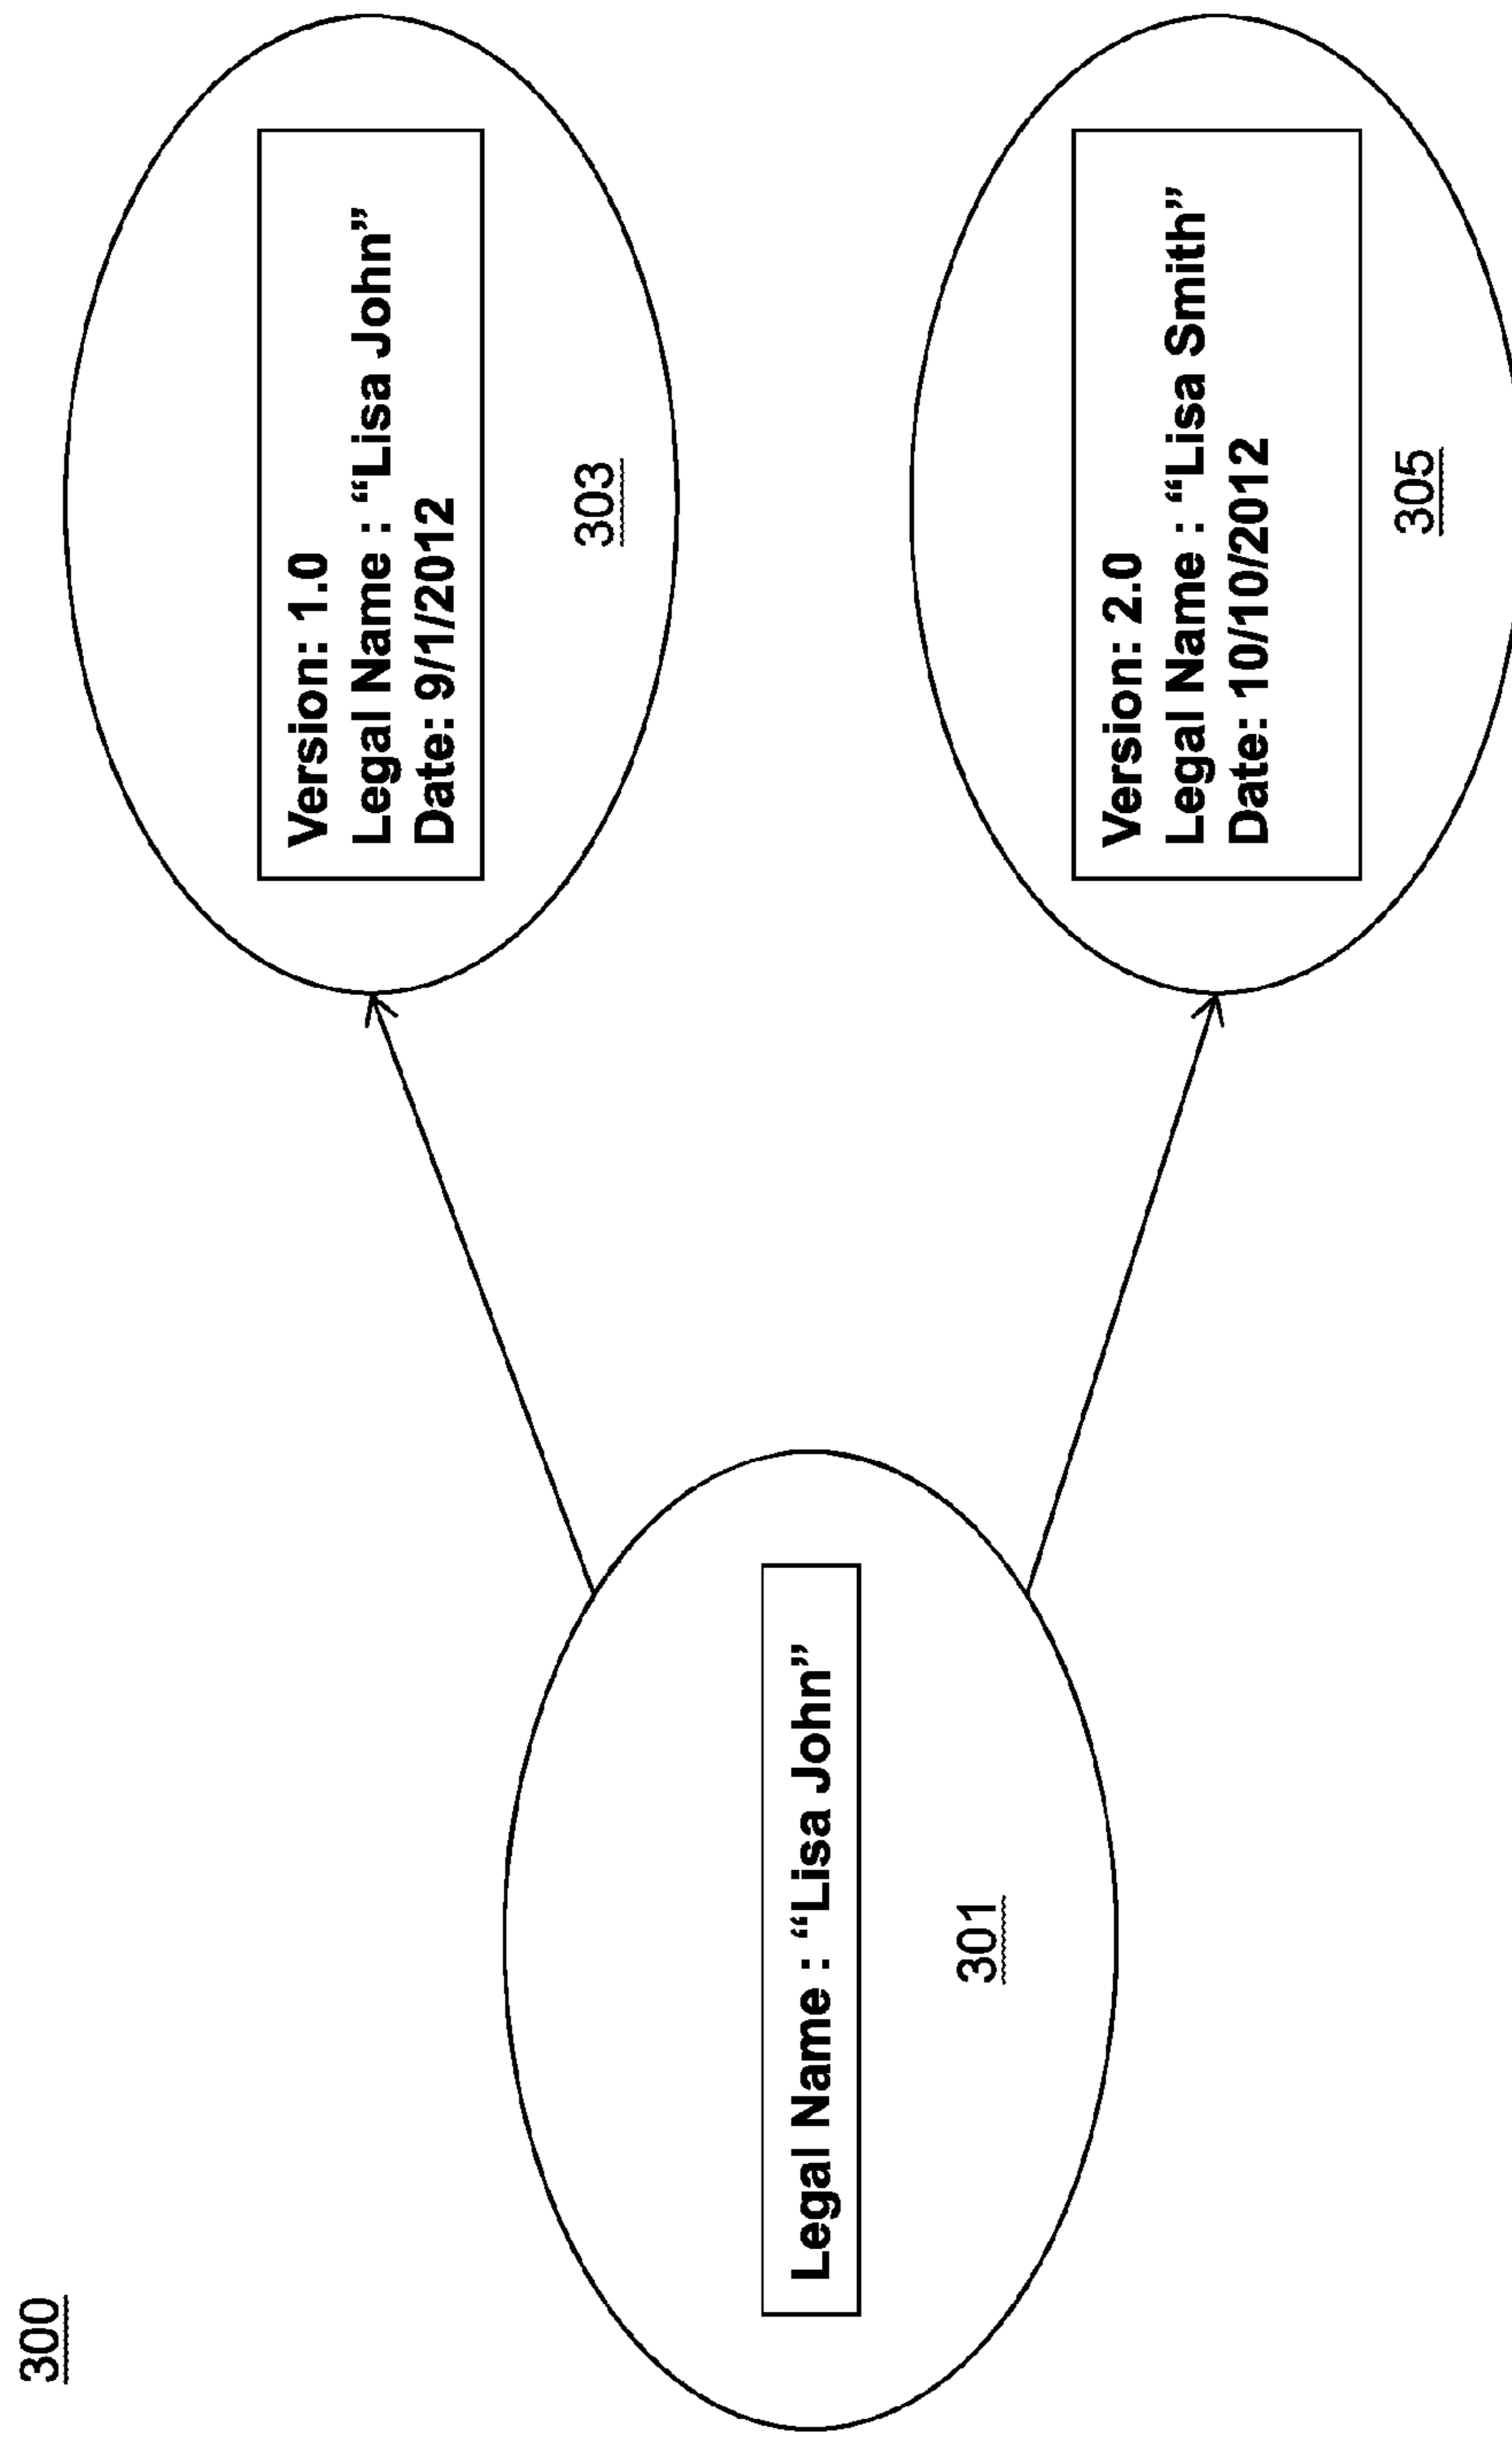 300
Legal Name : “Lisa John”
301
Version: 1.0
Legal Name : “Lisa John”
Date: 9/1/2012
303
Version: 2.0
Legal Name : “Lisa Smith”
Date: 10/10/2012
305